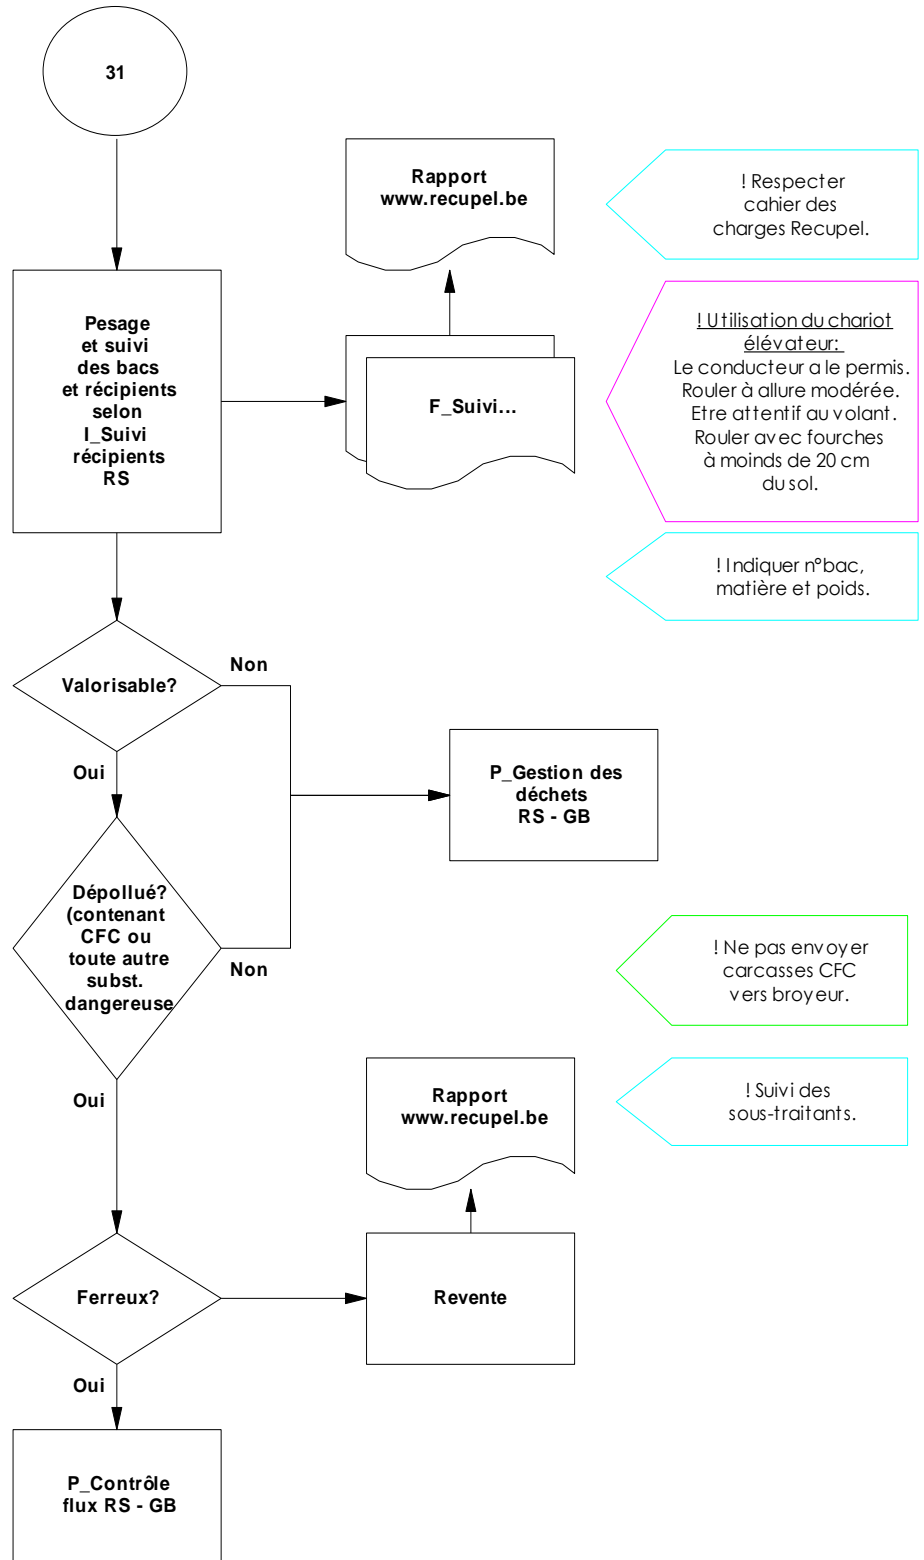 31
Rapport
www.recupel.be
! Respecter
cahier des
charges Recupel.
Pesage
et suivi
des bacs
et récipients
selon
I_Suivi
récipients
RS
F_Suivi...
! Utilisation du chariot
élévateur:
Le conducteur a le permis.
Rouler à allure modérée.
Etre attentif au volant.
Rouler avec fourches
à moinds de 20 cm
du sol.
! Indiquer n°bac,
matière et poids.
Valorisable?
Non
Oui
P_Gestion des
déchets
RS - GB
Dépollué?
(contenant
CFC ou
toute autre
subst.
dangereuse
Non
Oui
! Ne pas envoyer
carcasses CFC
vers broyeur.
Rapport
www.recupel.be
! Suivi des
sous-traitants.
Ferreux?
Revente
Oui
P_Contrôle
flux RS - GB